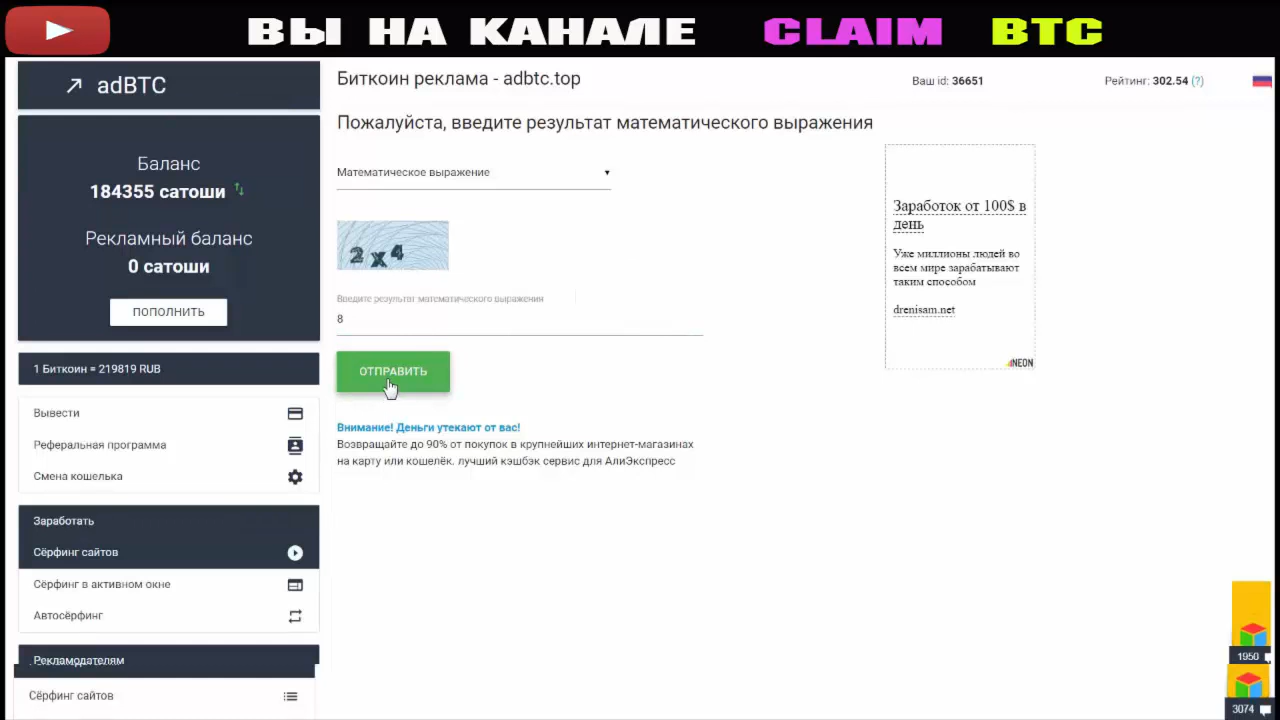 ВЫ НА КАНАЛЕ CLAIM BTC
adBTC
Биткоин реклама - adbtc.top
Ваш id: 36651
Рейтинг: 302.54 (?)
Пожалуйста, введите результат математического выражения
Баланс
184355 сатоши
Рекламный баланс
0 сатоши
ПОПОЛНИТЬ
1 Биткоин = 219819 RUB
Вывести
Реферальная программа
Смена кошелька
Заработать
Сёрфинг сайтов
Сёрфинг в активном окне
Автосёрфинг
Рекламодателям
Сёрфинг сайтов
Математическое выражение
2 x 4
Введите результат математического выражения
8
ОТПРАВИТЬ
Внимание! Деньги утекают от вас!
Возвращайте до 90% от покупок в крупнейших интернет-магазинах
на карту или кошелёк. лучший кэшбэк сервис для АлиЭкспресс
Заработок от 100$ в
день
Уже миллионы людей во
всем мире зарабатывают
таким способом
drenisam.net
NEON
1950
3074